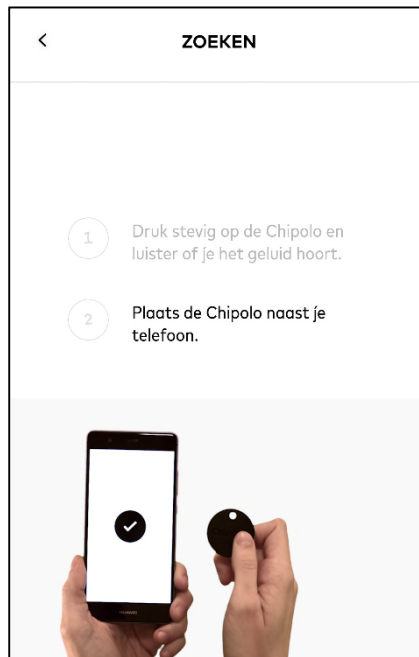 ZOEKEN
1
Druk stevig op de Chipolo en
luister of je het geluid hoort.
2
Plaats de Chipolo naast je
telefoon.
HUAWEI